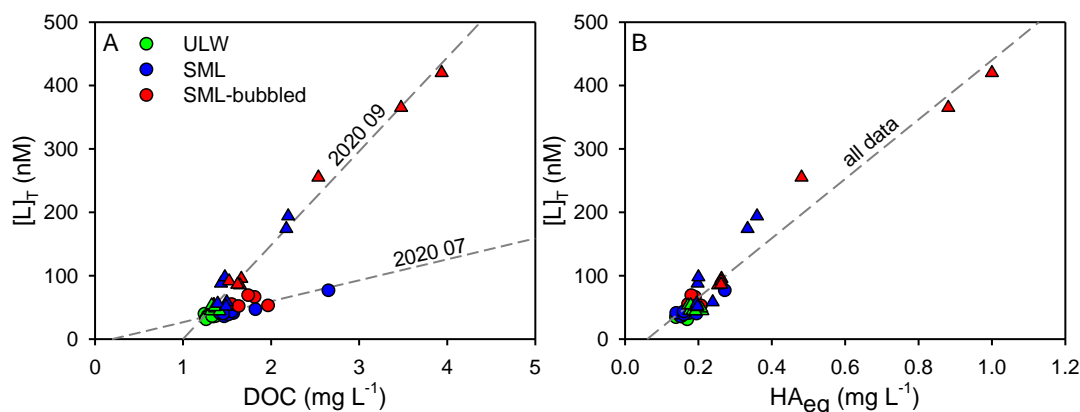 A
ULW
SML
SML-bubbled
2020 09
2020 07
500
400
300
200
100
0
[L]T (nM)
0 1 2 3 4 5
DOC (mg L-1)
B
all data
500
400
300
200
100
0
[L]T (nM)
0.0 0.2 0.4 0.6 0.8 1.0 1.2
HAeq (mg L-1)